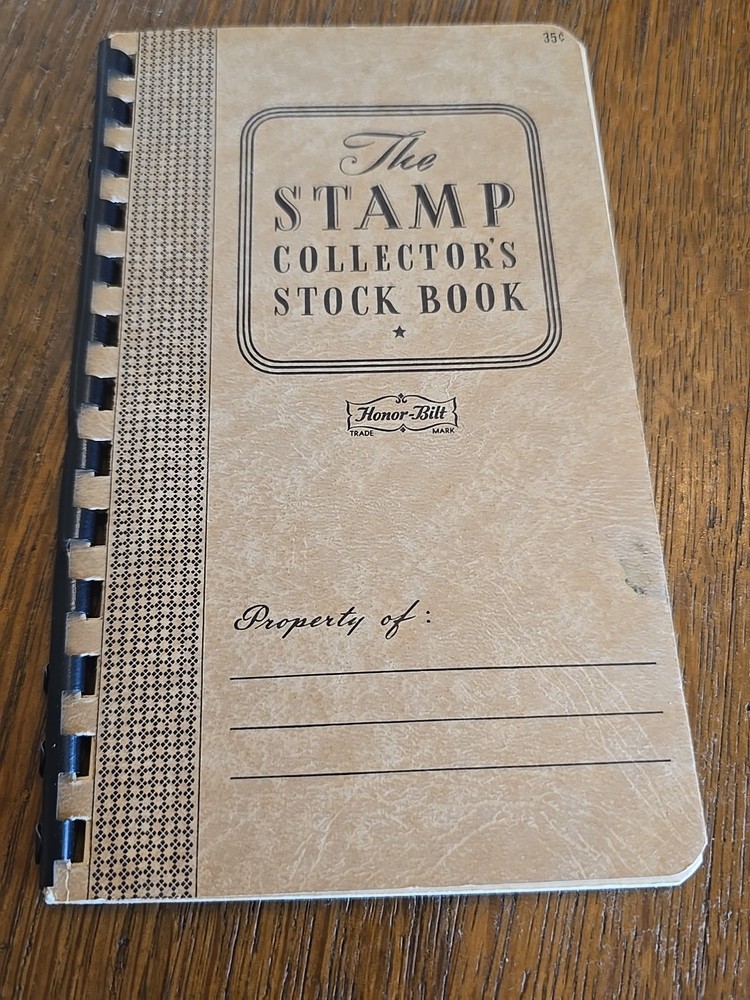 35¢
The
STAMP
COLLECTOR'S
STOCK BOOK
Honor-Bilt
TRADE MARK
Property of :